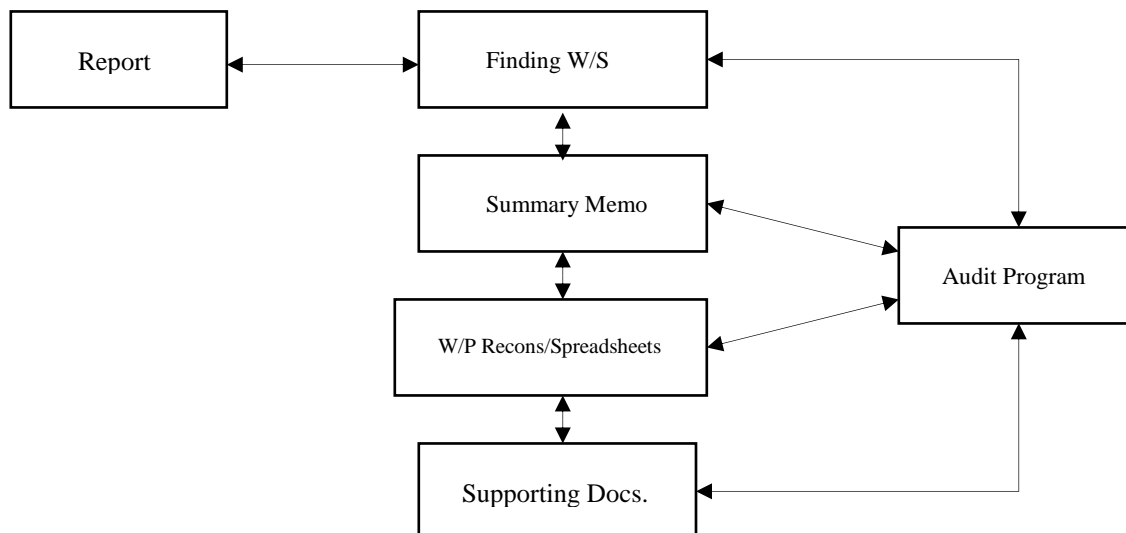 Report
Finding W/S
Summary Memo
Audit Program
W/P Recons/Spreadsheets
Supporting Docs.